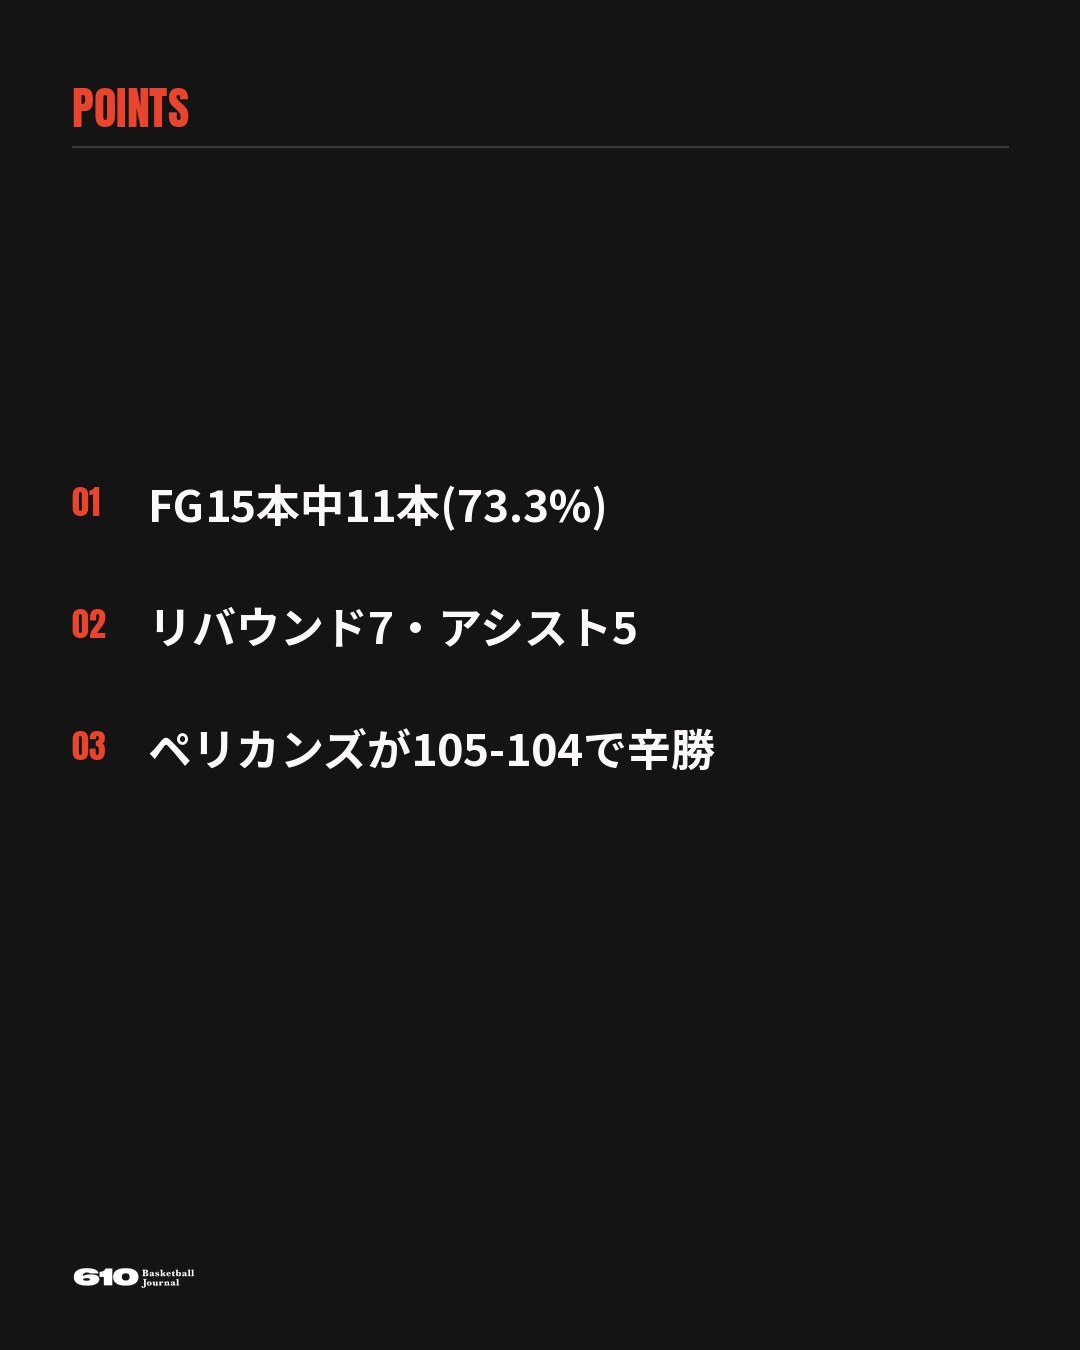 POINTS
01 FG15本中11本(73.3%)
02 リバウンド7・アシスト5
03 ペリカンズが105-104で辛勝
610 Basketball
Journal